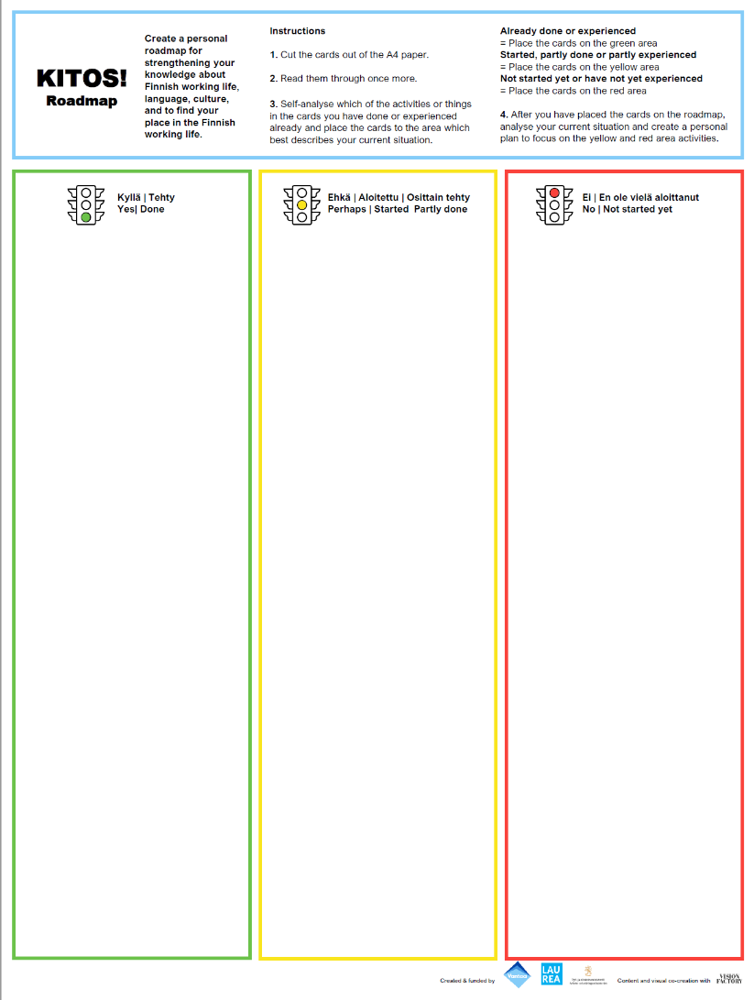 KITOS!
Roadmap
Create a personal
roadmap for
strengthening your
knowledge about
Finnish working life,
language, culture,
and to find your
place in the Finnish
working life.
Instructions
1. Cut the cards out of the A4 paper.
2. Read them through once more.
3. Self-analyse which of the activities or things
in the cards you have done or experienced
already and place the cards to the area which
best describes your current situation.
Already done or experienced
= Place the cards on the green area
Started, partly done or partly experienced
= Place the cards on the yellow area
Not started yet or have not yet experienced
= Place the cards on the red area
4. After you have placed the cards on the roadmap,
analyse your current situation and create a personal
plan to focus on the yellow and red area activities.
Kyllä | Tehty
Yes| Done
Ehkä | Aloitettu | Osittain tehty
Perhaps | Started  Partly done
Ei | En ole vielä aloittanut
No | Not started yet
Created & funded by
Vantaa
LAU
REA
Content and visual co-creation with
VISION
FACTORY